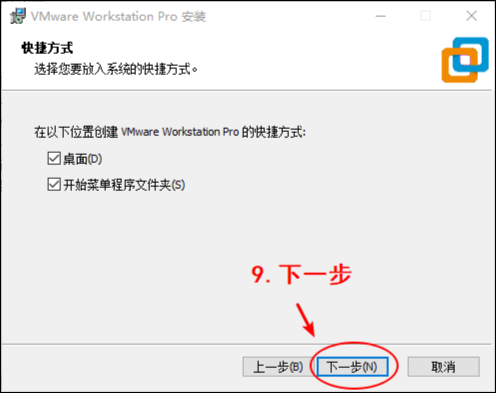 VMware Workstation Pro 安装
快捷方式
选择您要放入系统的快捷方式。
在以下位置创建 VMware Workstation Pro 的快捷方式:
桌面(D)
开始菜单程序文件夹(S)
9.下一步
上一步(B) 下一步(N) 取消